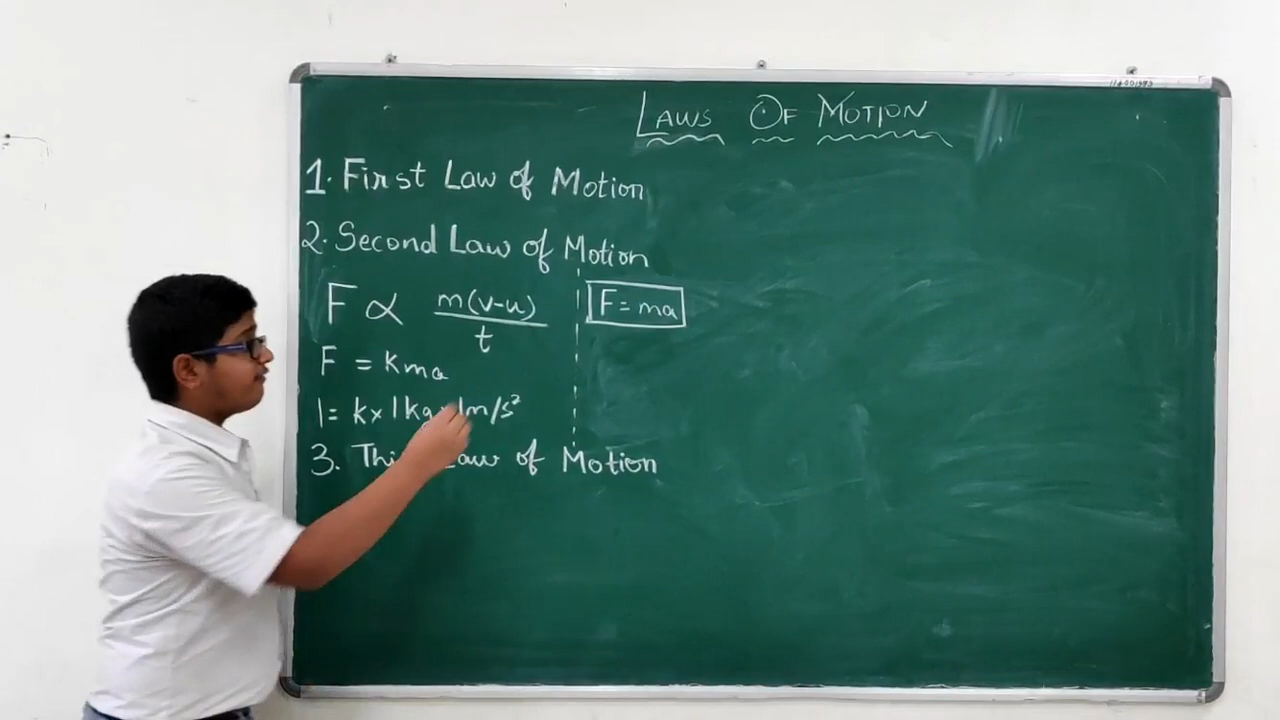 LAWS OF MOTION
1. First Law of Motion
2. Second Law of Motion
F ∝ m(v-u)/t
F = ma
F = kma
1 = k×1kg×1m/s²
3. Law of Motion